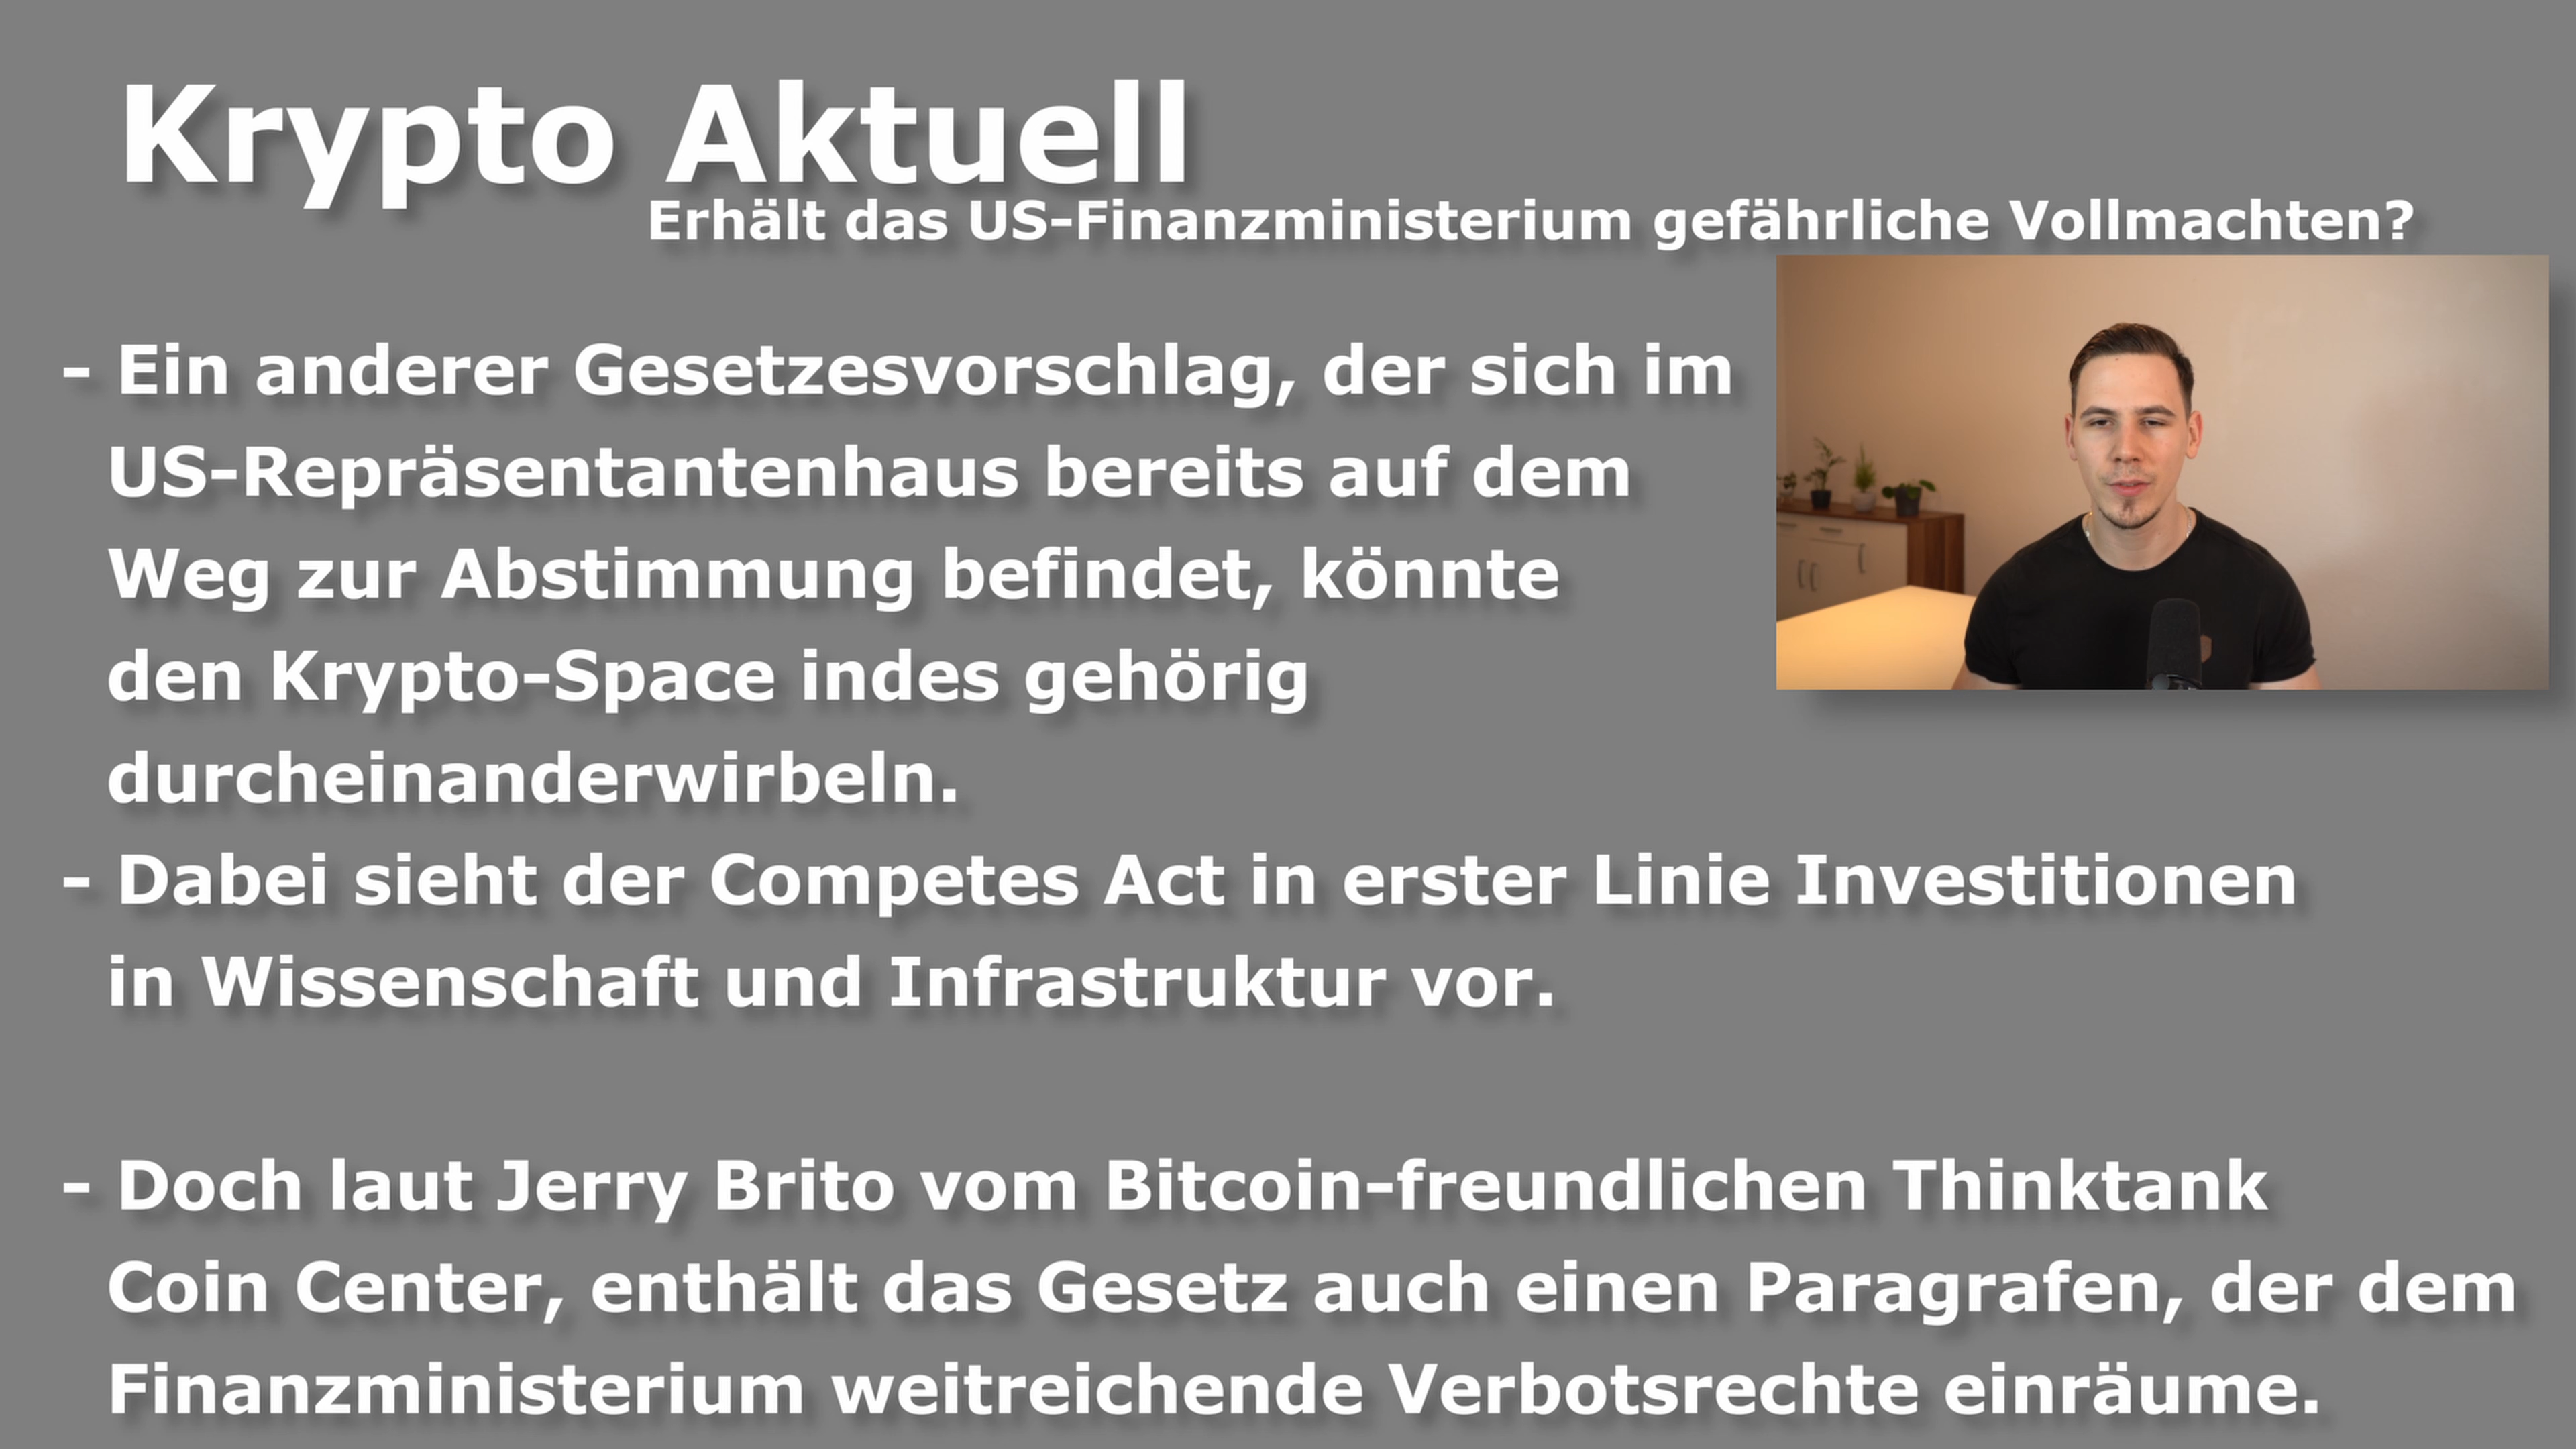 Krypto Aktuell
Erhält das US-Finanzministerium gefährliche Vollmachten?
- Ein anderer Gesetzesvorschlag, der sich im
US-Repräsentantenhaus bereits auf dem
Weg zur Abstimmung befindet, könnte
den Krypto-Space indes gehörig
durcheinanderwirbeln.
- Dabei sieht der Competes Act in erster Linie Investitionen
in Wissenschaft und Infrastruktur vor.
- Doch laut Jerry Brito vom Bitcoin-freundlichen Thinktank
Coin Center, enthält das Gesetz auch einen Paragrafen, der dem
Finanzministerium weitreichende Verbotsrechte einräume.